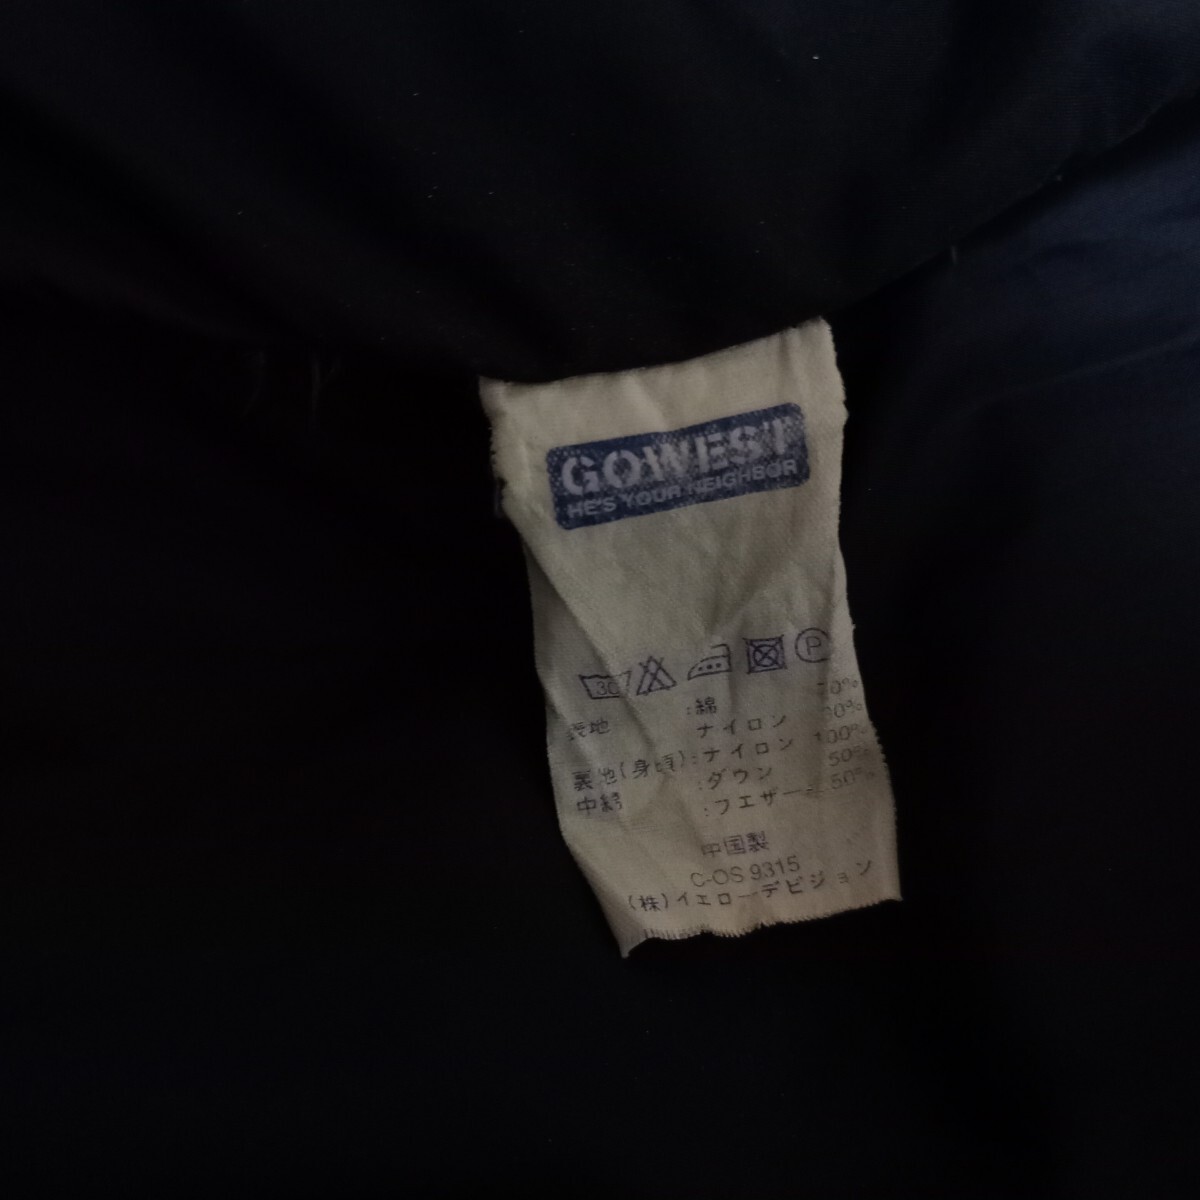 GOWEST
HE'S YOUR NEIGHBOR
30 P
表地 :綿
ナイロン
裏地(身頃):ナイロン 100%
中綿 :ダウン 50%
:フェザー 50%
中国製
C-OS 9315
(株)イエローデビジョン